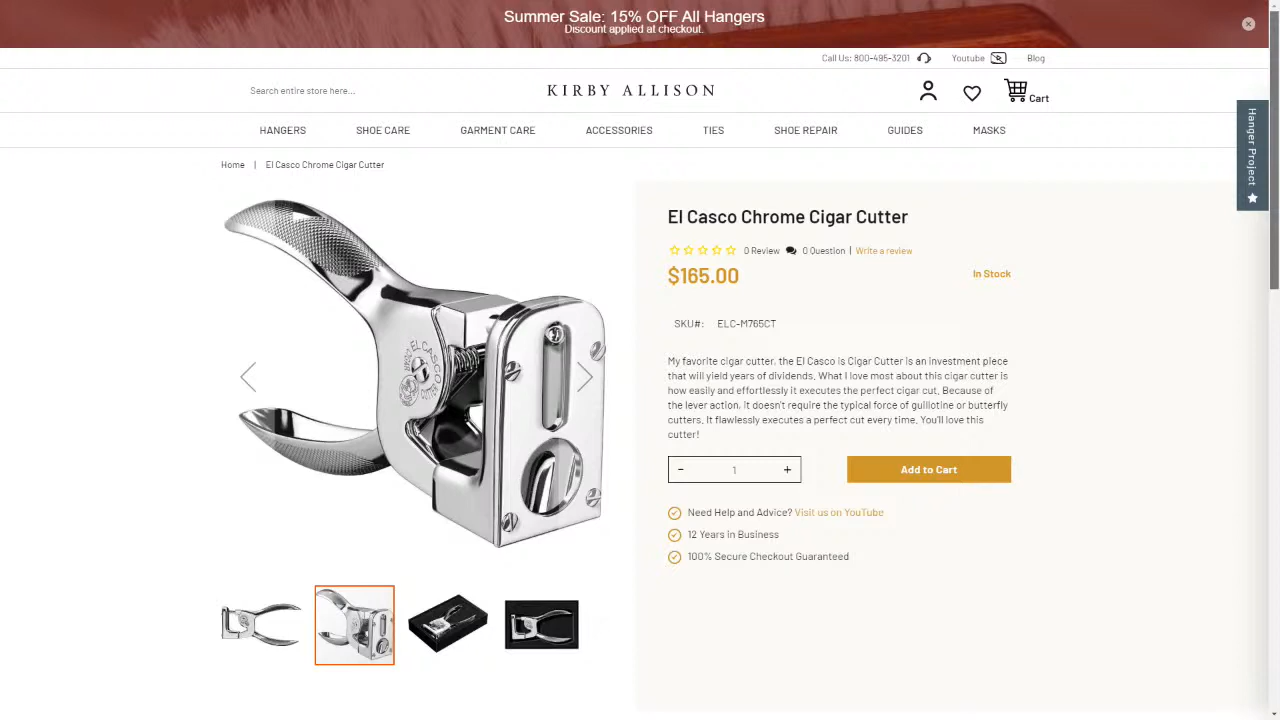 Summer Sale: 15% OFF All Hangers
Discount applied at checkout.
Call Us: 800-495-3201
Youtube
Blog
Search entire store here...
KIRBY ALLISON
Cart
HANGERS
SHOE CARE
GARMENT CARE
ACCESSORIES
TIES
SHOE REPAIR
GUIDES
MASKS
Hanger Project
Home | El Casco Chrome Cigar Cutter
El Casco Chrome Cigar Cutter
0 Review 0 Question | Write a review
$165.00
In Stock
SKU#: ELC-M765CT
My favorite cigar cutter, the El Casco is Cigar Cutter is an investment piece
that will yield years of dividends. What I love most about this cigar cutter is
how easily and effortlessly it executes the perfect cigar cut. Because of
the lever action, it doesn't require the typical force of guillotine or butterfly
cutters. It flawlessly executes a perfect cut every time. You'll love this
cutter!
- 1 +
Add to Cart
Need Help and Advice? Visit us on YouTube
12 Years in Business
100% Secure Checkout Guaranteed
EL CASCO